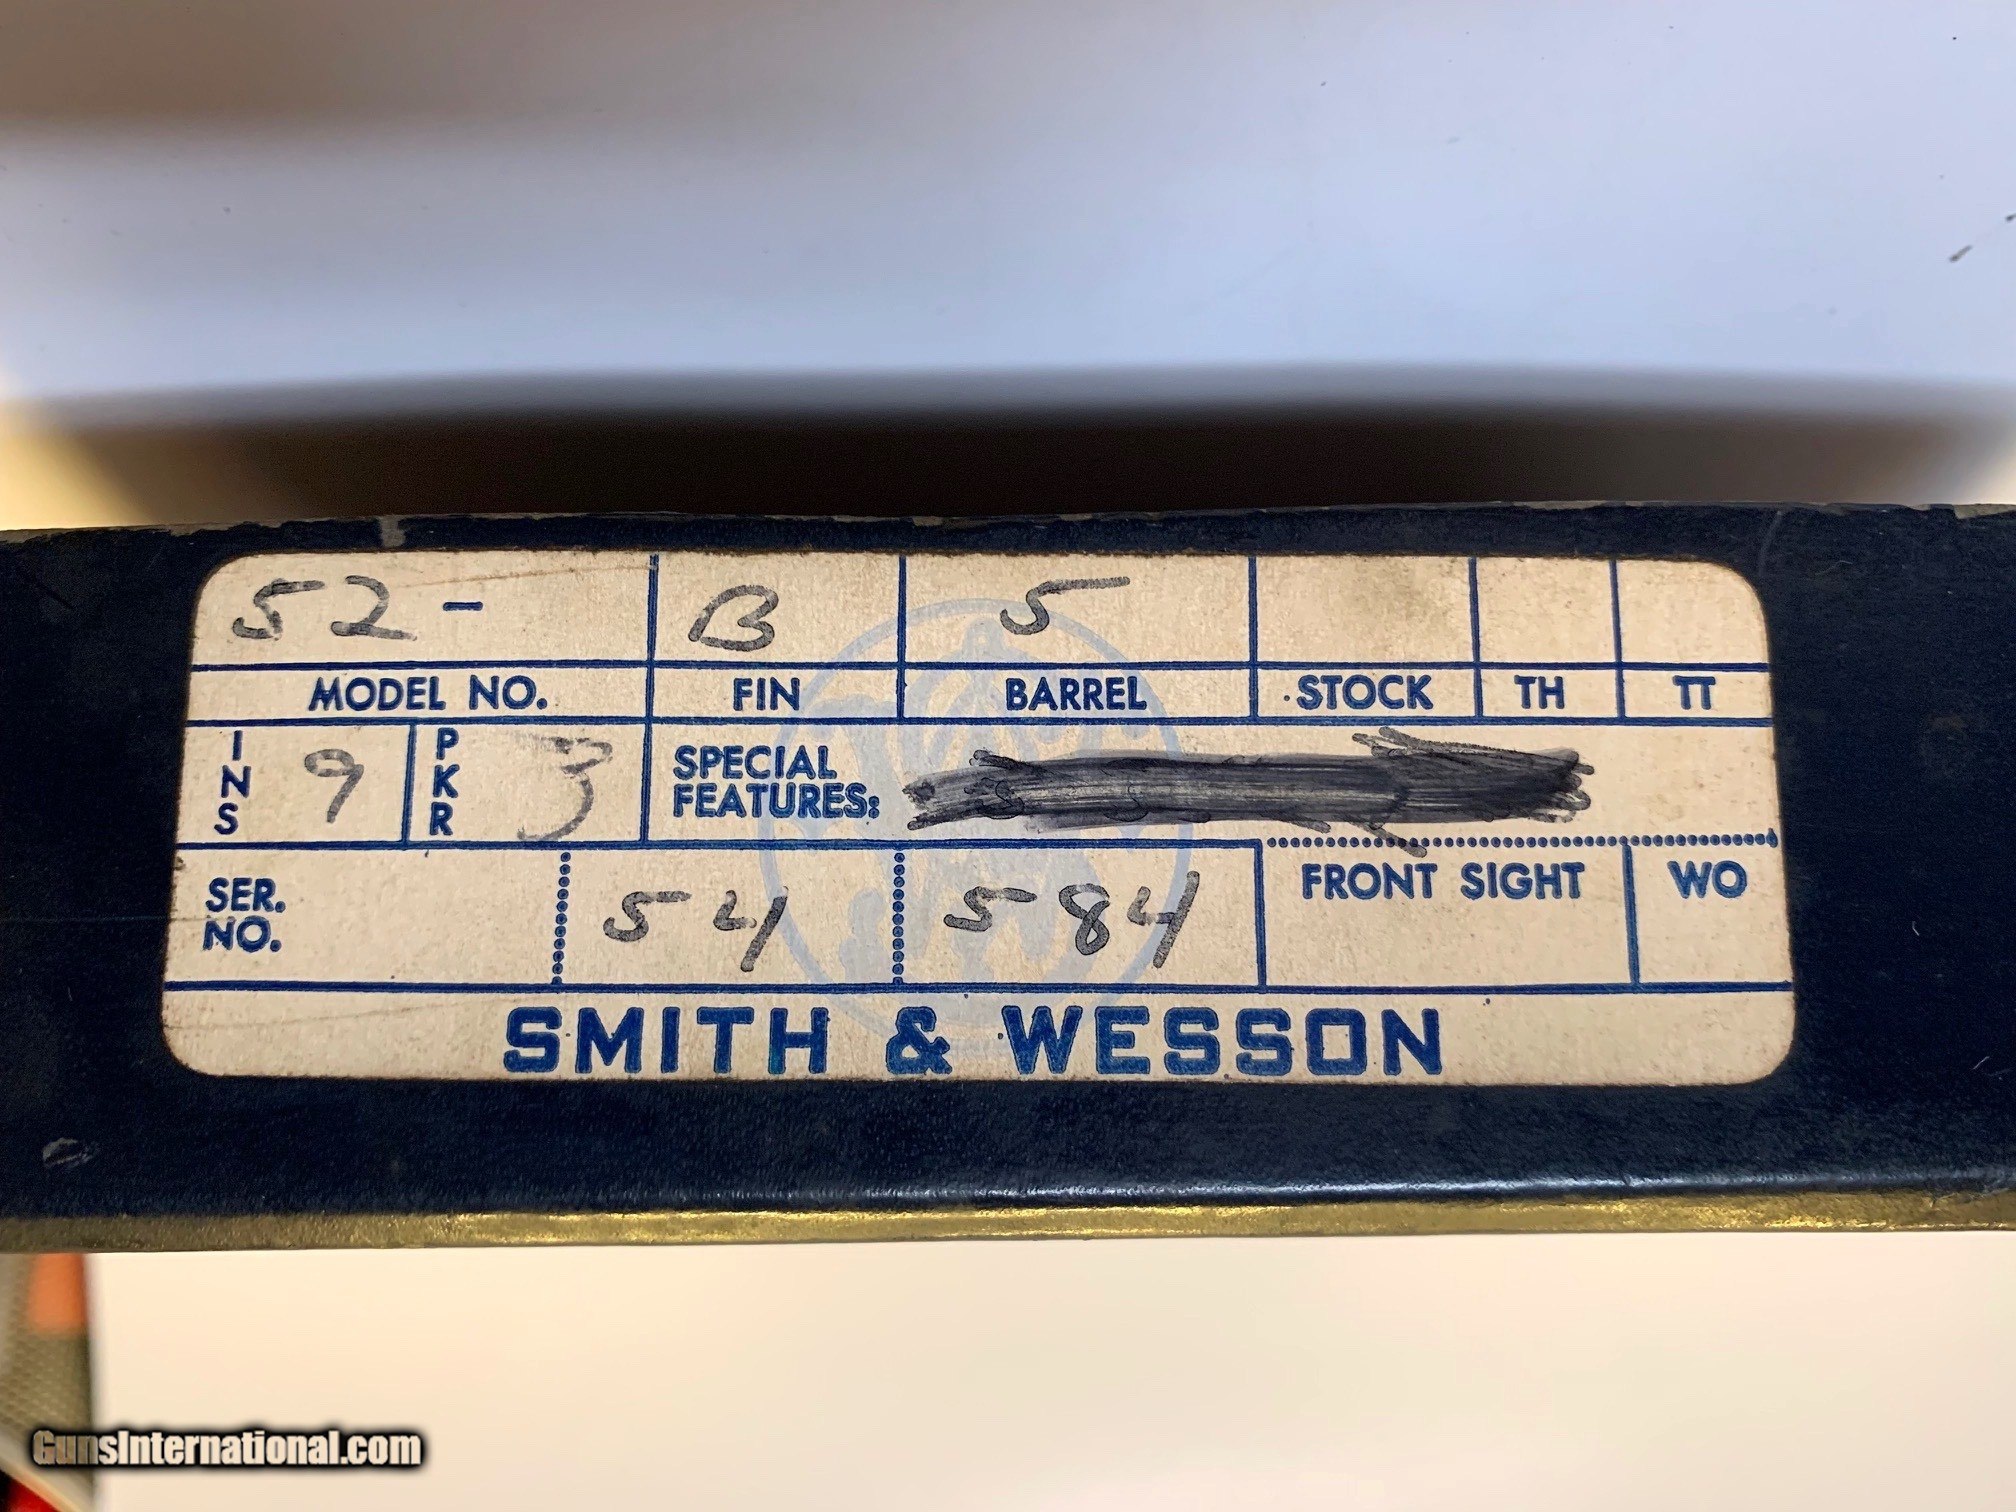 52- B 5
MODEL NO. FIN BARREL STOCK TH TT
INS 9 PKR 3 SPECIAL
FEATURES:
SER.
NO. 54 584 FRONT SIGHT WO
SMITH & WESSON
GunsInternational.com